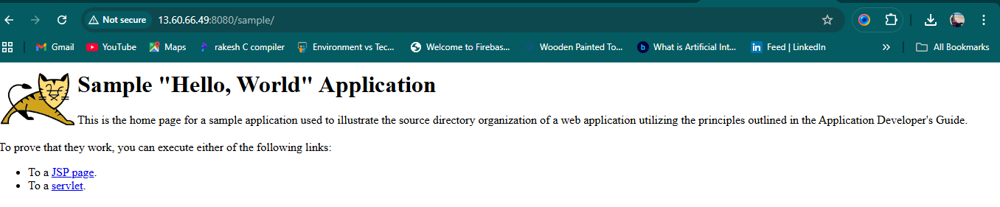 Not secure 13.60.66.49:8080/sample/
Gmail YouTube Maps rakesh C compiler Environment vs Tec... Welcome to Firebas... Wooden Painted To... What is Artificial Int... Feed | LinkedIn » All Bookmarks
Sample "Hello, World" Application
This is the home page for a sample application used to illustrate the source directory organization of a web application utilizing the principles outlined in the Application Developer's Guide.
To prove that they work, you can execute either of the following links:
• To a JSP page.
• To a servlet.